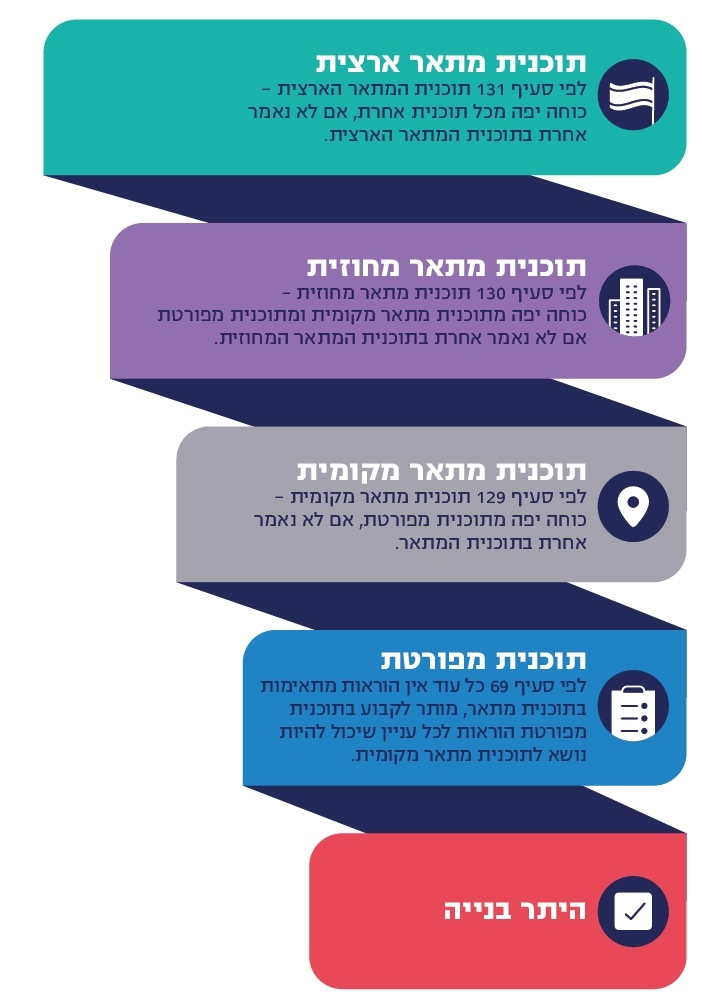 תוכנית מתאר ארצית
לפי סעיף 131 תוכנית המתאר הארצית –
כוחה יפה מכל תוכנית אחרת, אם לא נאמר
אחרת בתוכנית המתאר הארצית.
תוכנית מתאר מחוזית
לפי סעיף 130 תוכנית מתאר מחוזית –
כוחה יפה מתוכנית מתאר מקומית ומתוכנית מפורטת
אם לא נאמר אחרת בתוכנית המתאר המחוזית.
תוכנית מתאר מקומית
לפי סעיף 129 תוכנית מתאר מקומית –
כוחה יפה מתוכנית מפורטת, אם לא נאמר
אחרת בתוכנית המתאר.
תוכנית מפורטת
לפי סעיף 69 כל עוד אין הוראות מתאימות
בתוכנית מתאר, מותר לקבוע בתוכנית
מפורטת הוראות לכל עניין שיכול להיות
נושא לתוכנית מתאר מקומית.
היתר בנייה